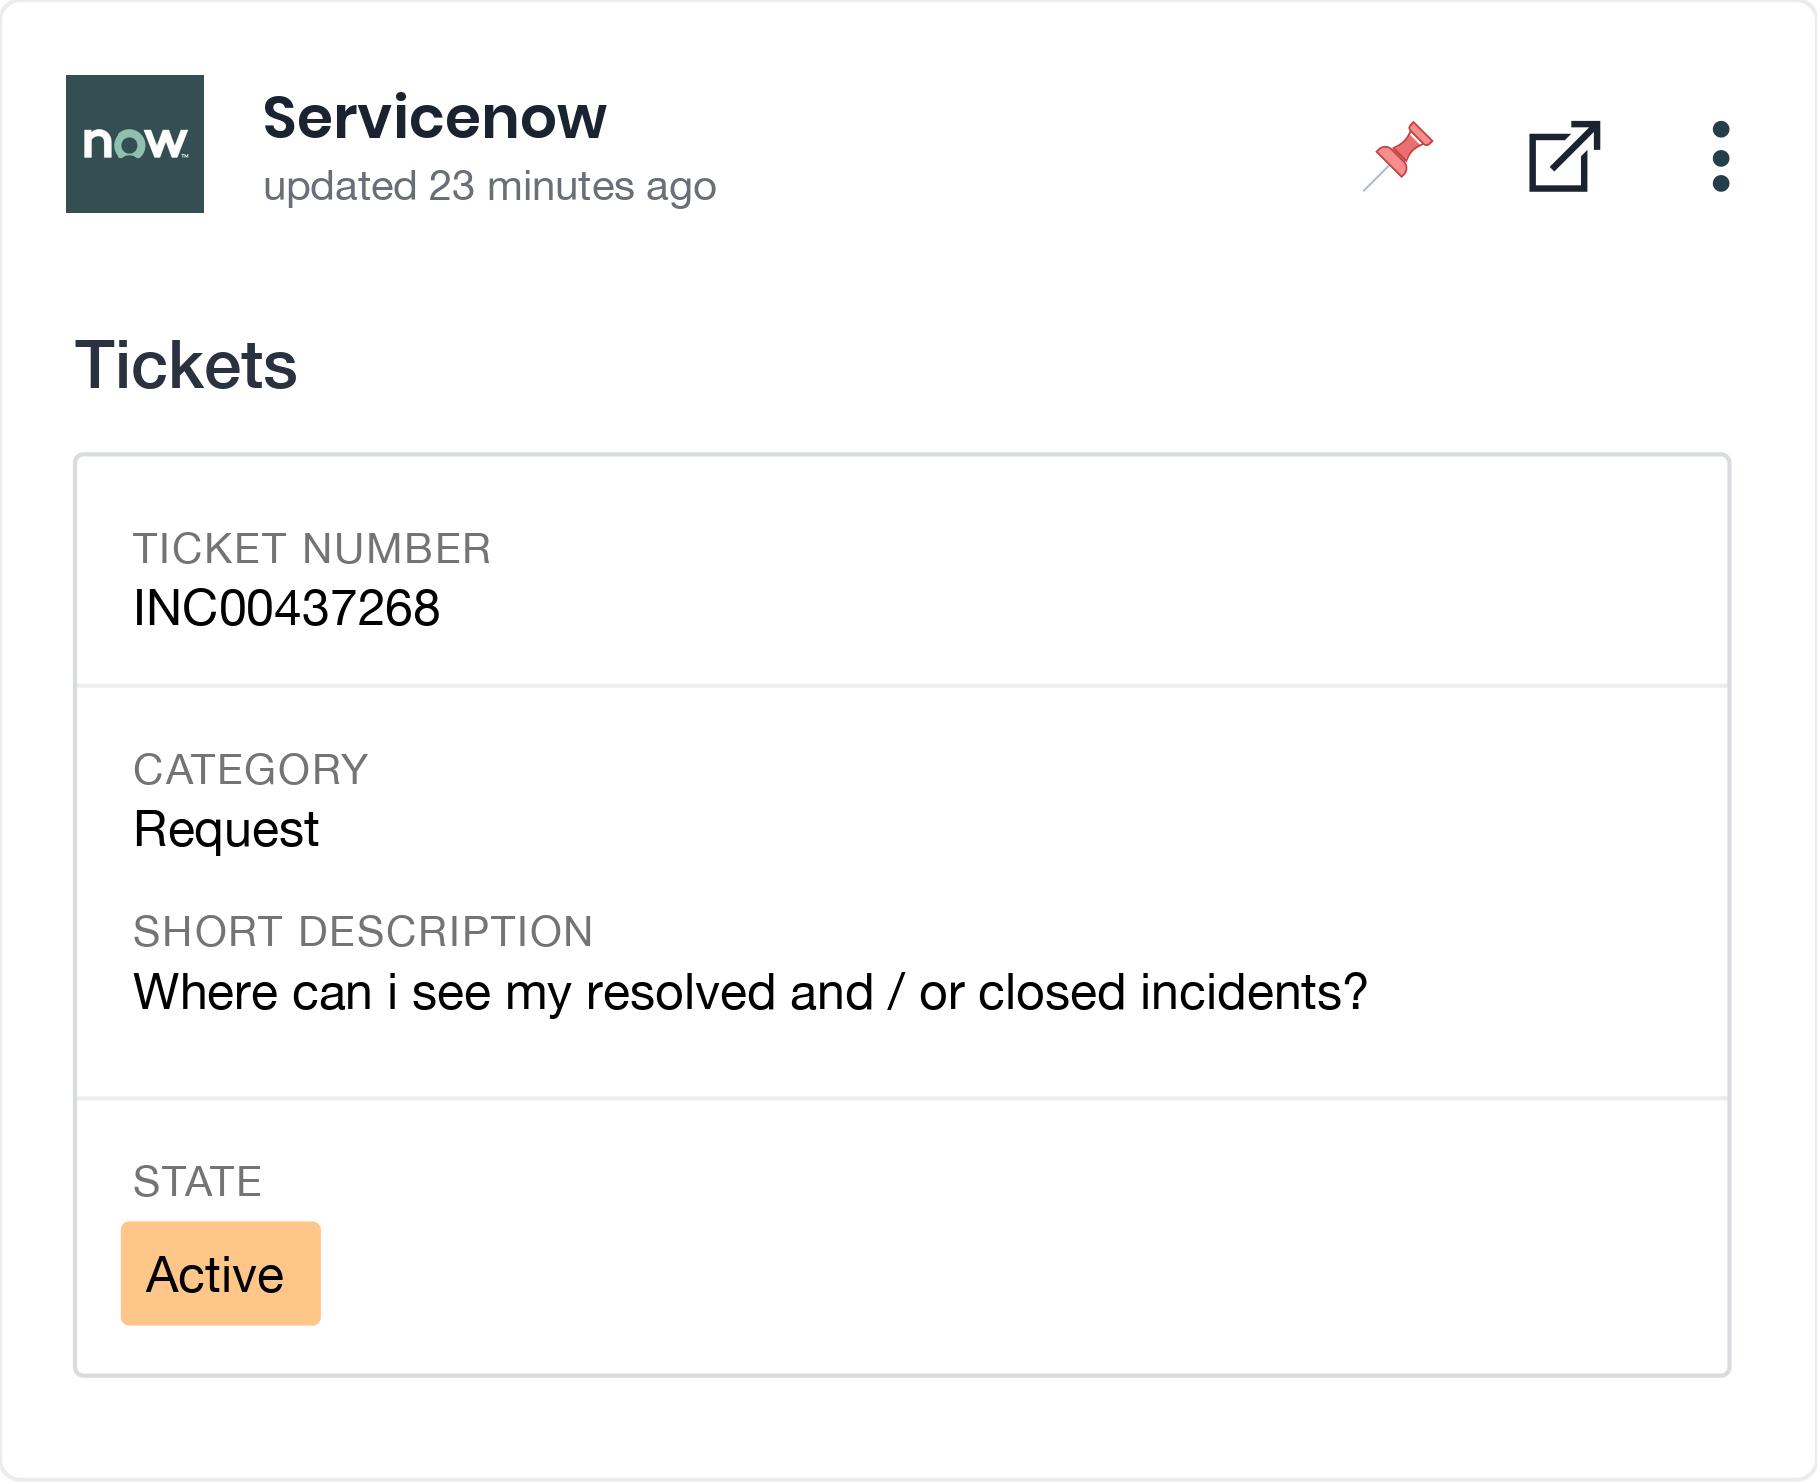 now™
Servicenow
updated 23 minutes ago
Tickets
TICKET NUMBER
INC00437268
CATEGORY
Request
SHORT DESCRIPTION
Where can i see my resolved and / or closed incidents?
STATE
Active